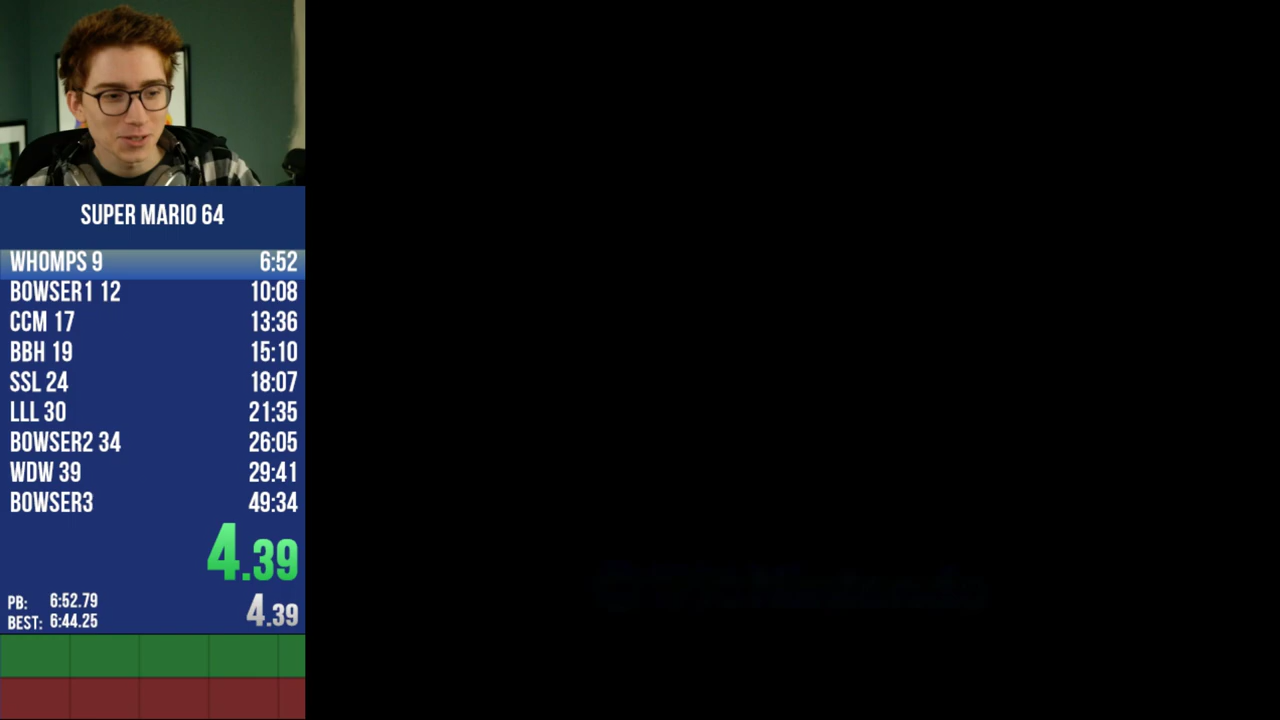 SUPER MARIO 64
WHOMPS 9 6:52
BOWSER1 12 10:08
CCM 17 13:36
BBH 19 15:10
SSL 24 18:07
LLL 30 21:35
BOWSER2 34 26:05
WDW 39 29:41
BOWSER3 49:34
4.39
PB: 6:52.79
BEST: 6:44.25
4.39